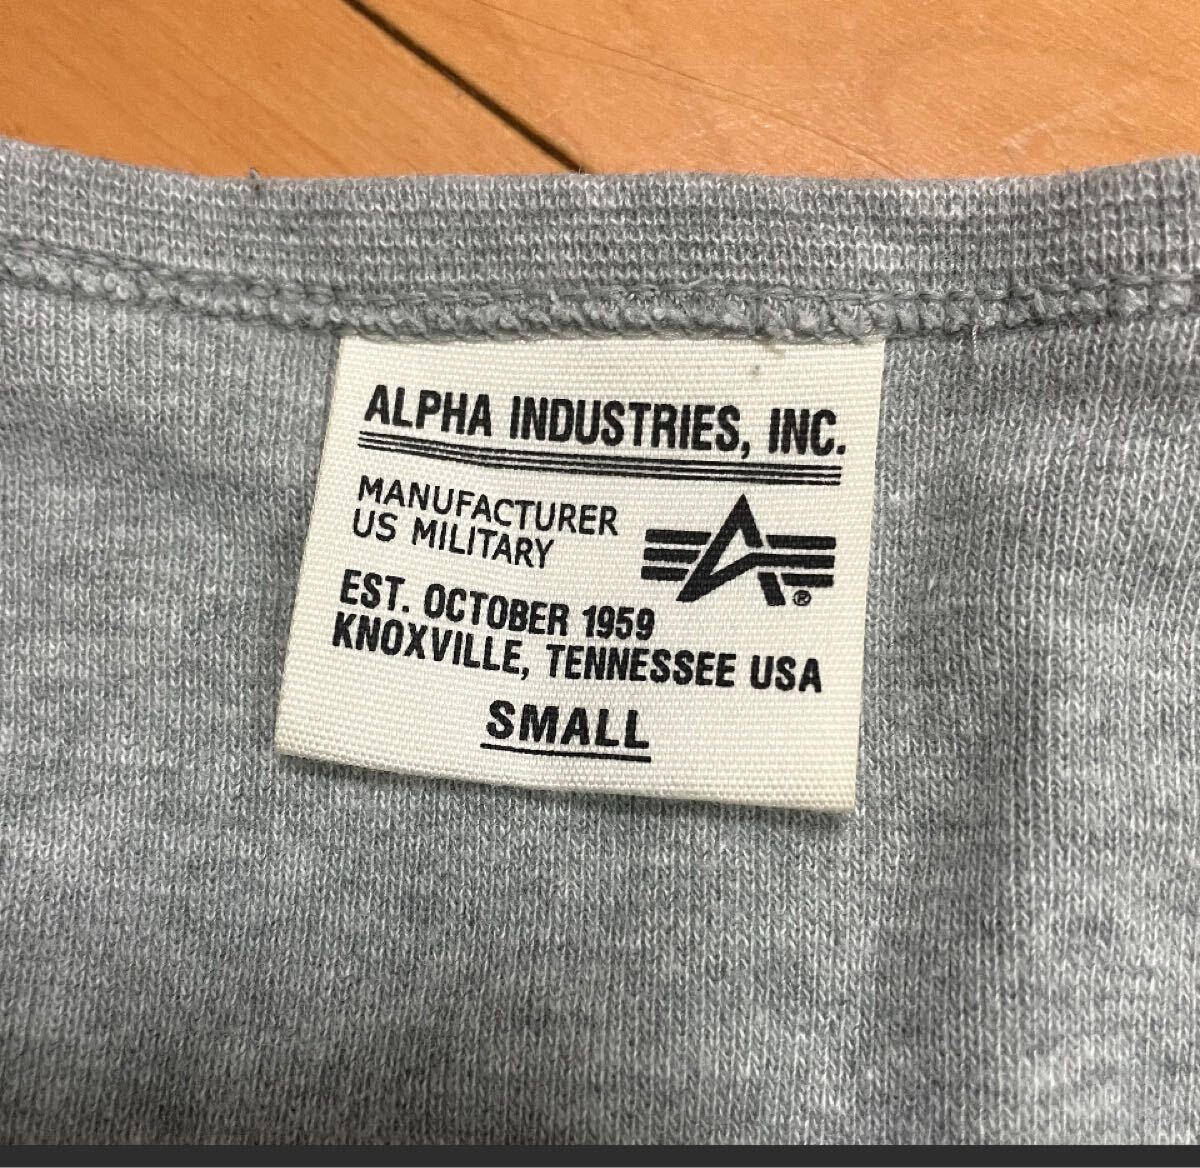 ALPHA INDUSTRIES, INC.
MANUFACTURER
US MILITARY
®
EST. OCTOBER 1959
KNOXVILLE, TENNESSEE USA
SMALL